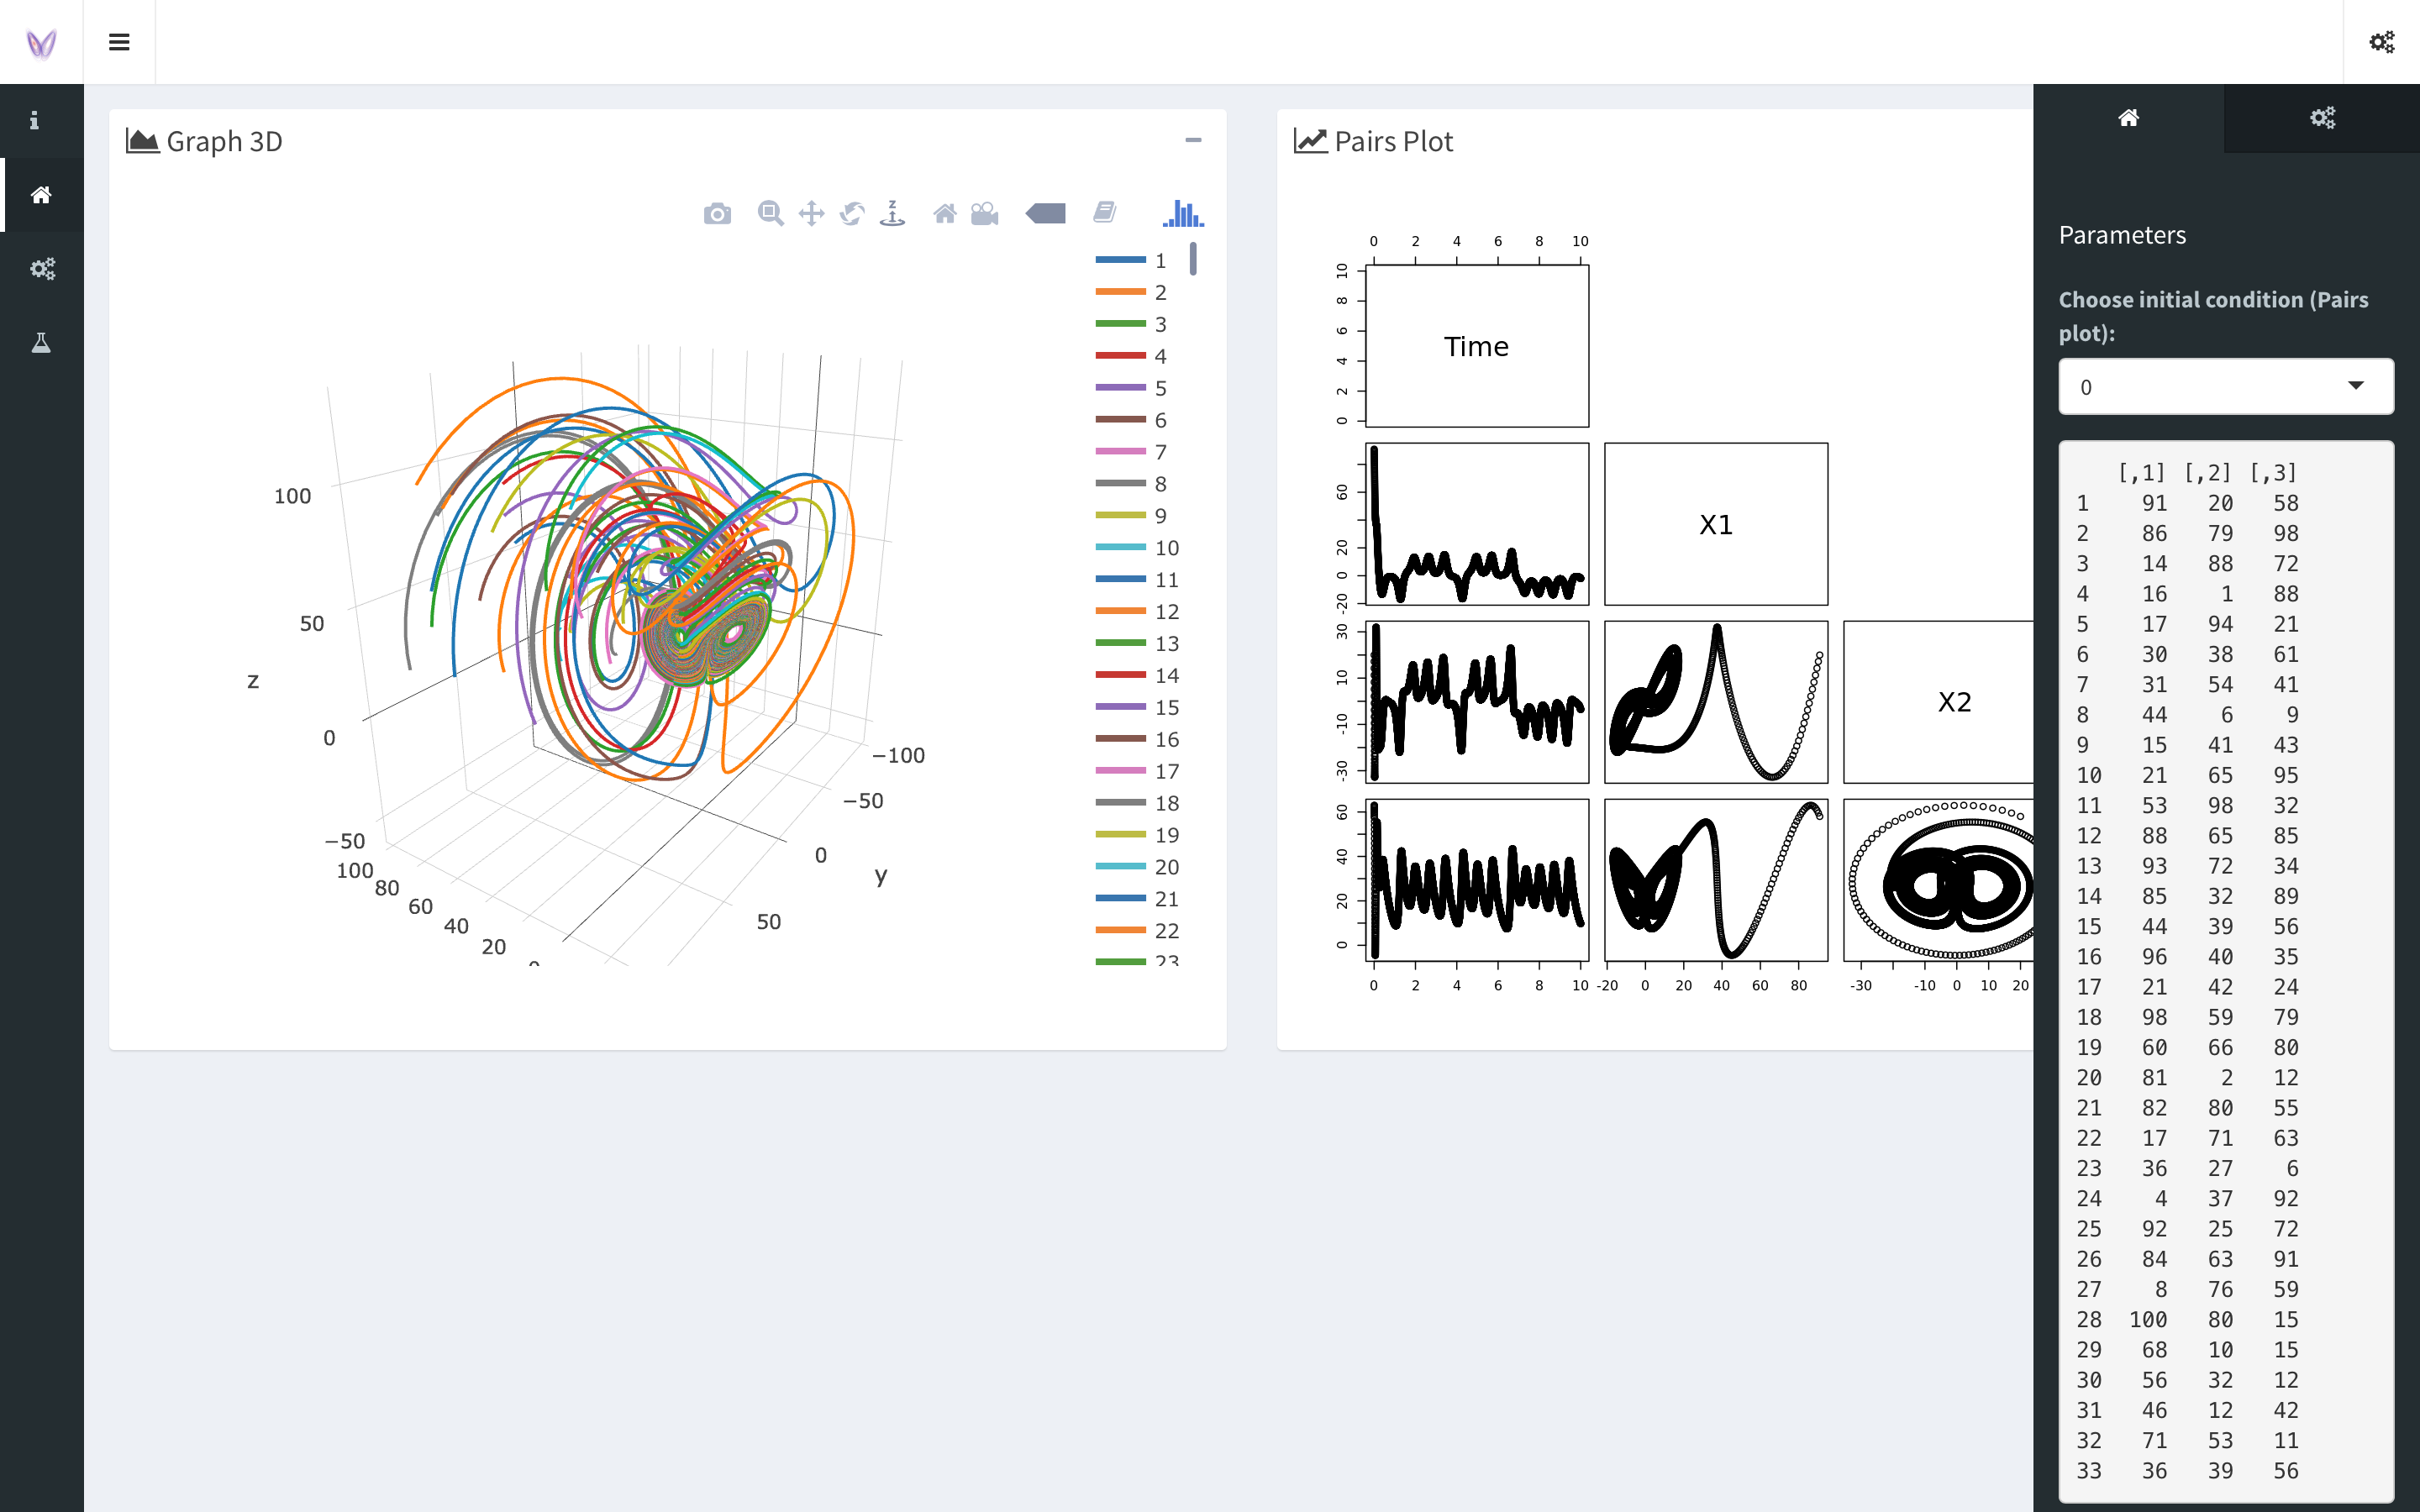 Graph 3D
1
2
3
4
5
6
7
8
9
10
11
12
13
14
15
16
17
18
19
20
21
22
23
100
50
0
−50
z
100
80
60
40
20
0
−100
−50
0
50
y
Pairs Plot
0 2 4 6 8 10
10
8
6
4
2
0
Time
60
20
0
-20
X1
30
10
-10
-30
X2
60
40
20
0
0 2 4 6 8 10
-20 0 20 40 60 80
-30 -10 0 10 20
Parameters
Choose initial condition (Pairs
plot):
0
[,1] [,2] [,3]
1 91 20 58
2 86 79 98
3 14 88 72
4 16 1 88
5 17 94 21
6 30 38 61
7 31 54 41
8 44 6 9
9 15 41 43
10 21 65 95
11 53 98 32
12 88 65 85
13 93 72 34
14 85 32 89
15 44 39 56
16 96 40 35
17 21 42 24
18 98 59 79
19 60 66 80
20 81 2 12
21 82 80 55
22 17 71 63
23 36 27 6
24 4 37 92
25 92 25 72
26 84 63 91
27 8 76 59
28 100 80 15
29 68 10 15
30 56 32 12
31 46 12 42
32 71 53 11
33 36 39 56